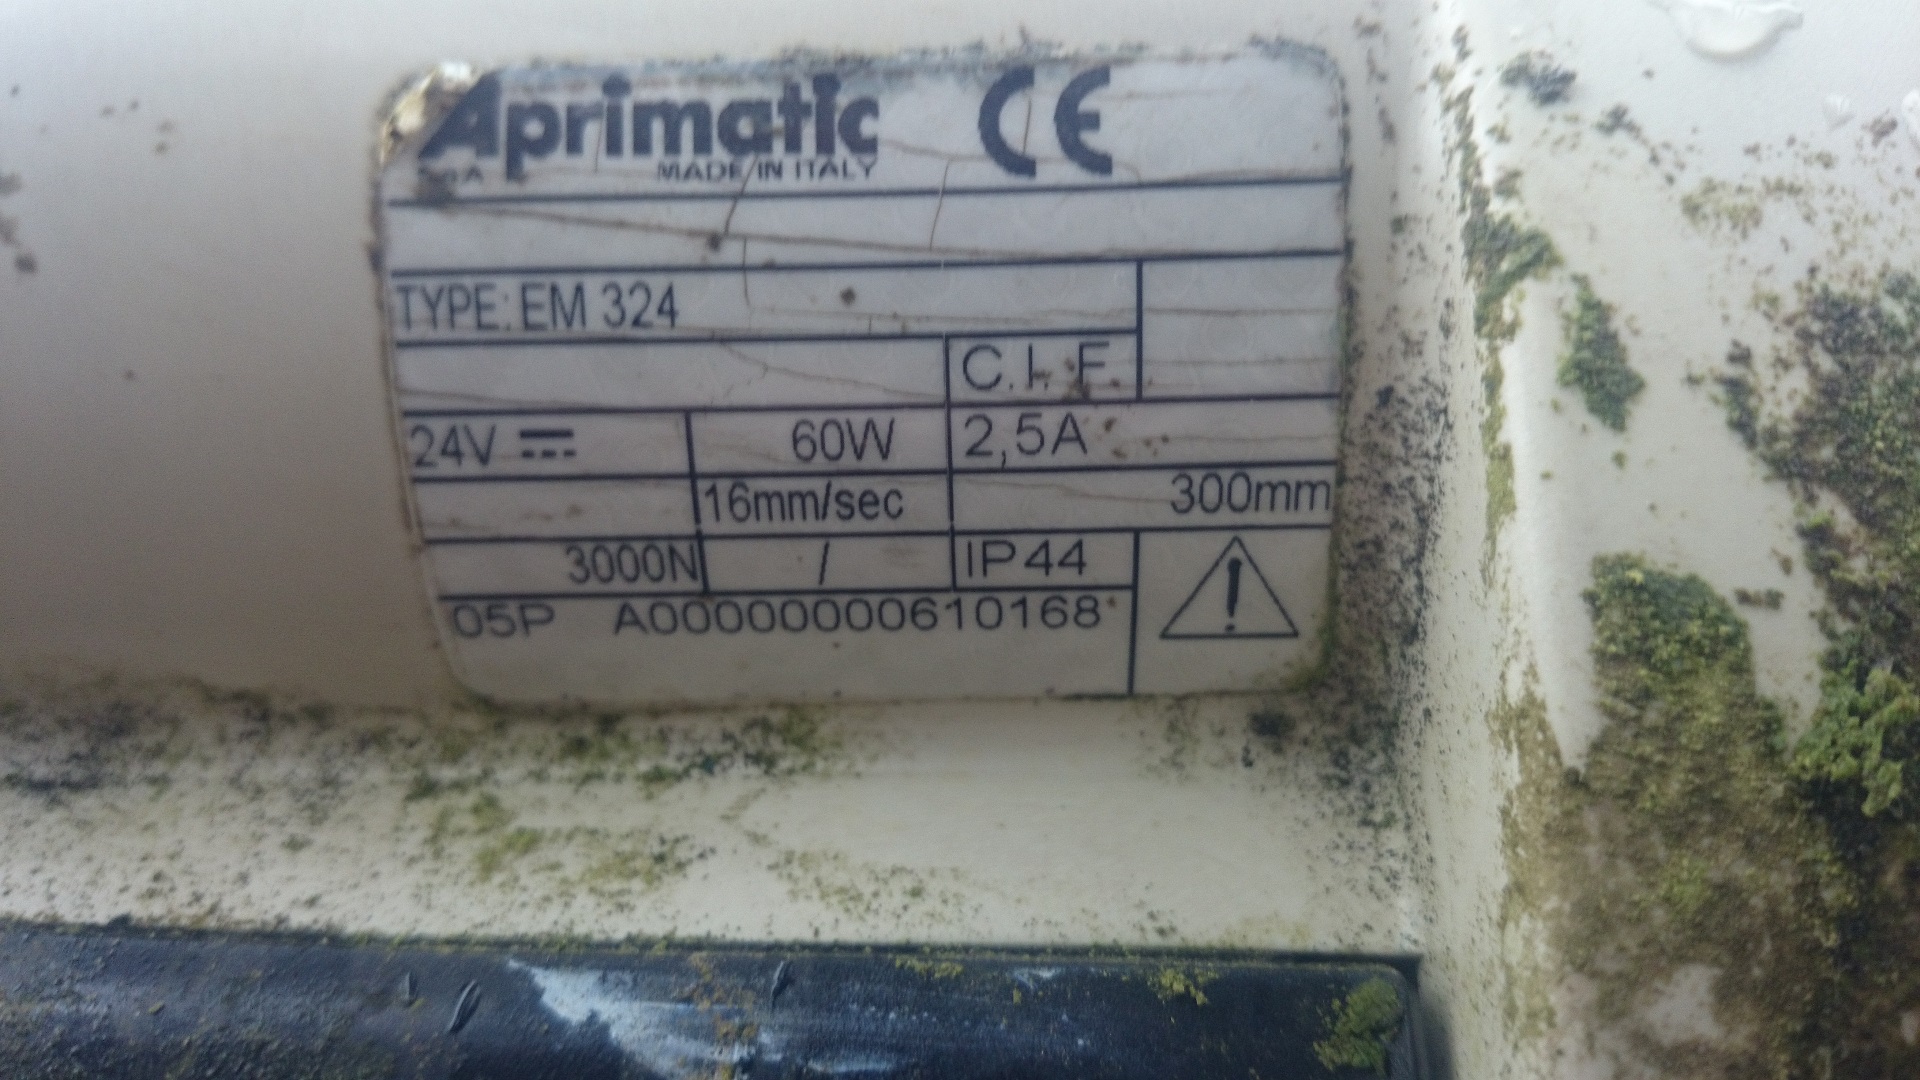 Aprimatic CE
SpA MADE IN ITALY
TYPE: EM 324
C.I.F.
24V 60W 2,5A
16mm/sec 300mm
3000N / IP44
05P A00000000610168